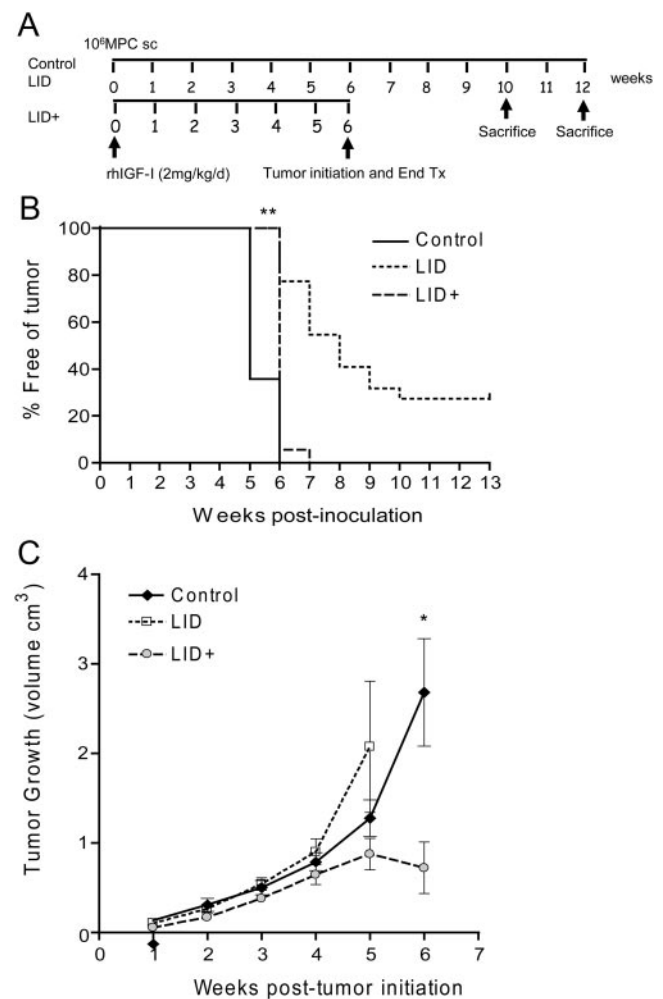 A
10⁶MPC sc
Control
LID
0 1 2 3 4 5 6 7 8 9 10 11 12 weeks
LID+
0 1 2 3 4 5 6
Sacrifice Sacrifice
rhIGF-I (2mg/kg/d) Tumor initiation and End Tx
B
**
100
80
60
40
20
0
% Free of tumor
Control
LID
LID+
0 1 2 3 4 5 6 7 8 9 10 11 12 13
Weeks post-inoculation
C
4
3
2
1
0
Tumor Growth (volume cm³)
Control
LID
LID+
*
0 1 2 3 4 5 6 7
Weeks post-tumor initiation